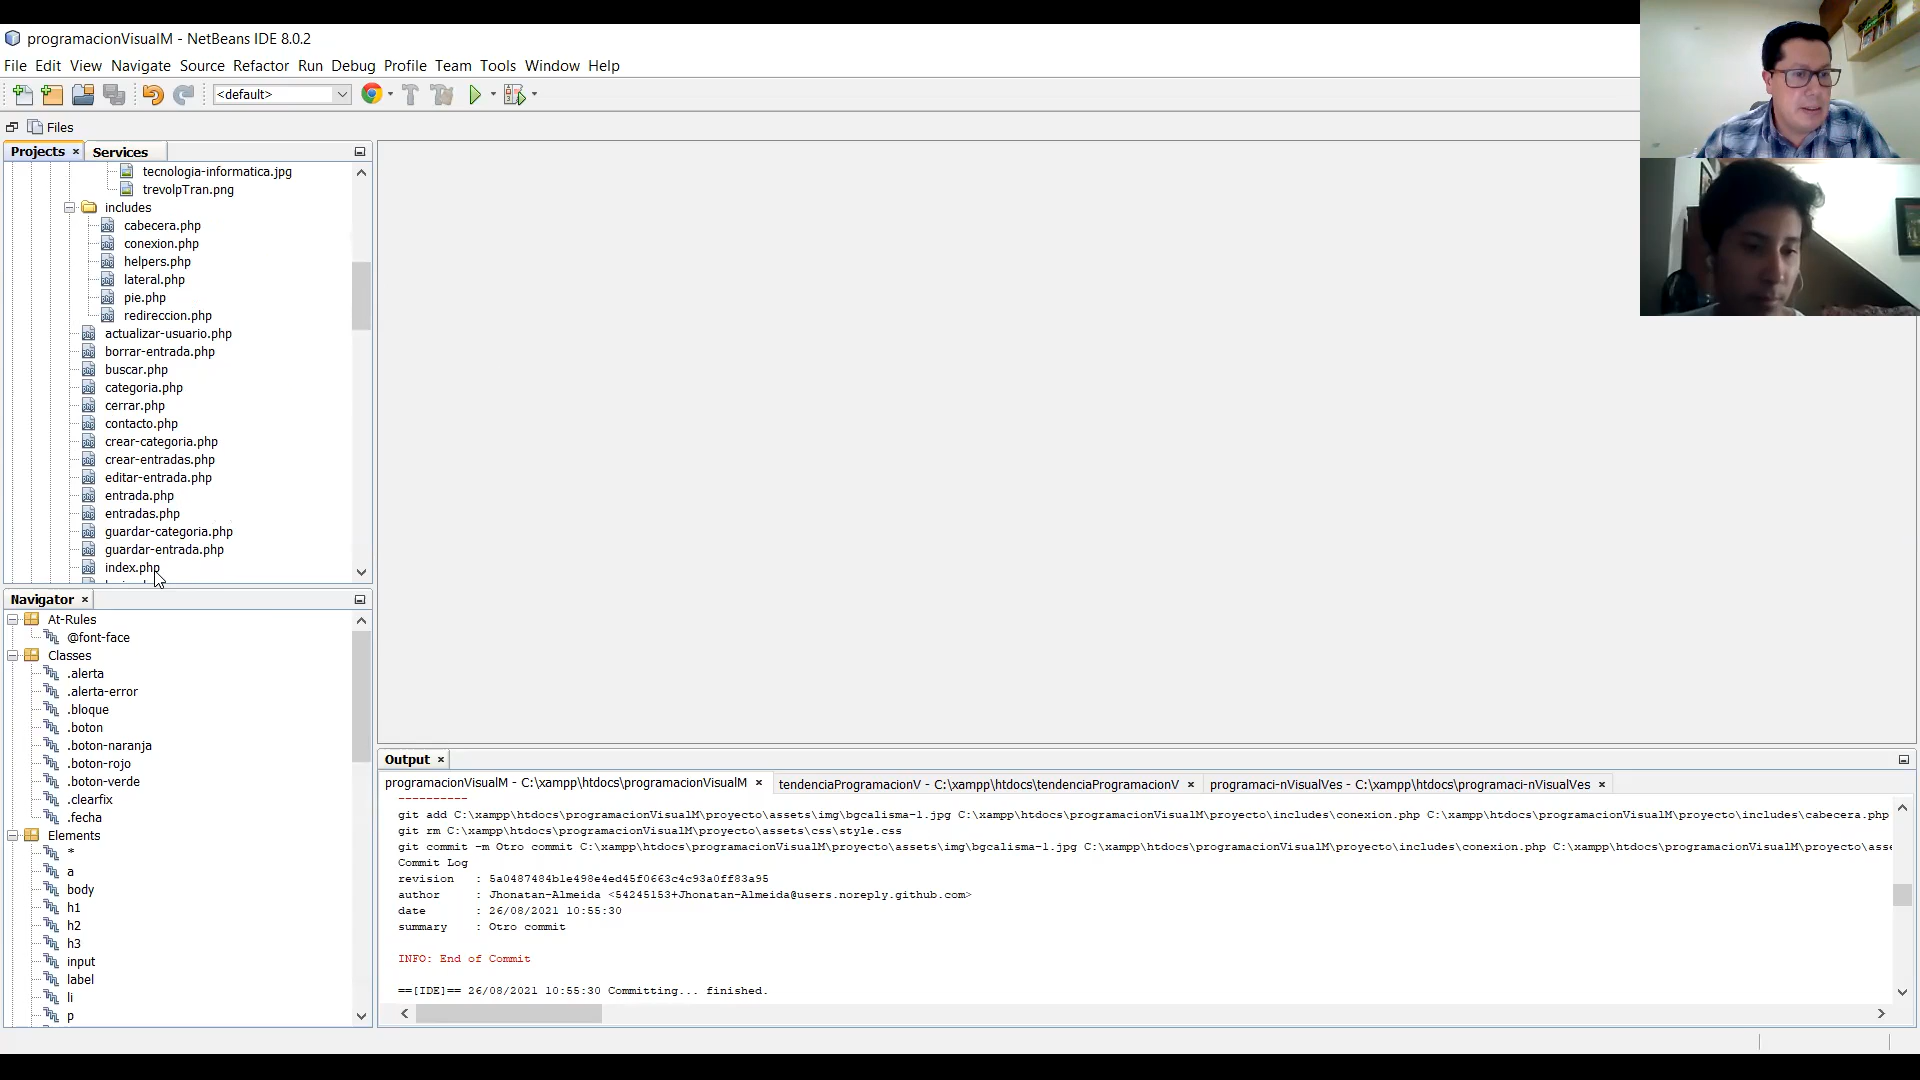 programacionVisualM - NetBeans IDE 8.0.2
File Edit View Navigate Source Refactor Run Debug Profile Team Tools Window Help
<default>
Files
Projects × Services
tecnologia-informatica.jpg
trevolpTran.png
includes
cabecera.php
conexion.php
helpers.php
lateral.php
pie.php
redireccion.php
actualizar-usuario.php
borrar-entrada.php
buscar.php
categoria.php
cerrar.php
contacto.php
crear-categoria.php
crear-entradas.php
editar-entrada.php
entrada.php
entradas.php
guardar-categoria.php
guardar-entrada.php
index.php
Navigator ×
At-Rules
@font-face
Classes
.alerta
.alerta-error
.bloque
.boton
.boton-naranja
.boton-rojo
.boton-verde
.clearfix
.fecha
Elements
*
a
body
h1
h2
h3
input
label
li
p
Output ×
programacionVisualM - C:\xampp\htdocs\programacionVisualM × tendenciaProgramacionV - C:\xampp\htdocs\tendenciaProgramacionV × programaci-nVisualVes - C:\xampp\htdocs\programaci-nVisualVes ×
----------
git add C:\xampp\htdocs\programacionVisualM\proyecto\assets\img\bgcalisma-1.jpg C:\xampp\htdocs\programacionVisualM\proyecto\includes\conexion.php C:\xampp\htdocs\programacionVisualM\proyecto\includes\cabecera.php
git rm C:\xampp\htdocs\programacionVisualM\proyecto\assets\css\style.css
git commit -m Otro commit C:\xampp\htdocs\programacionVisualM\proyecto\assets\img\bgcalisma-1.jpg C:\xampp\htdocs\programacionVisualM\proyecto\includes\conexion.php C:\xampp\htdocs\programacionVisualM\proyecto\asse
Commit Log
revision : 5a0487484b1e498e4ed45f0663c4c93a0ff83a95
author : Jhonatan-Almeida <54245153+Jhonatan-Almeida@users.noreply.github.com>
date : 26/08/2021 10:55:30
summary : Otro commit
INFO: End of Commit
==[IDE]== 26/08/2021 10:55:30 Committing... finished.